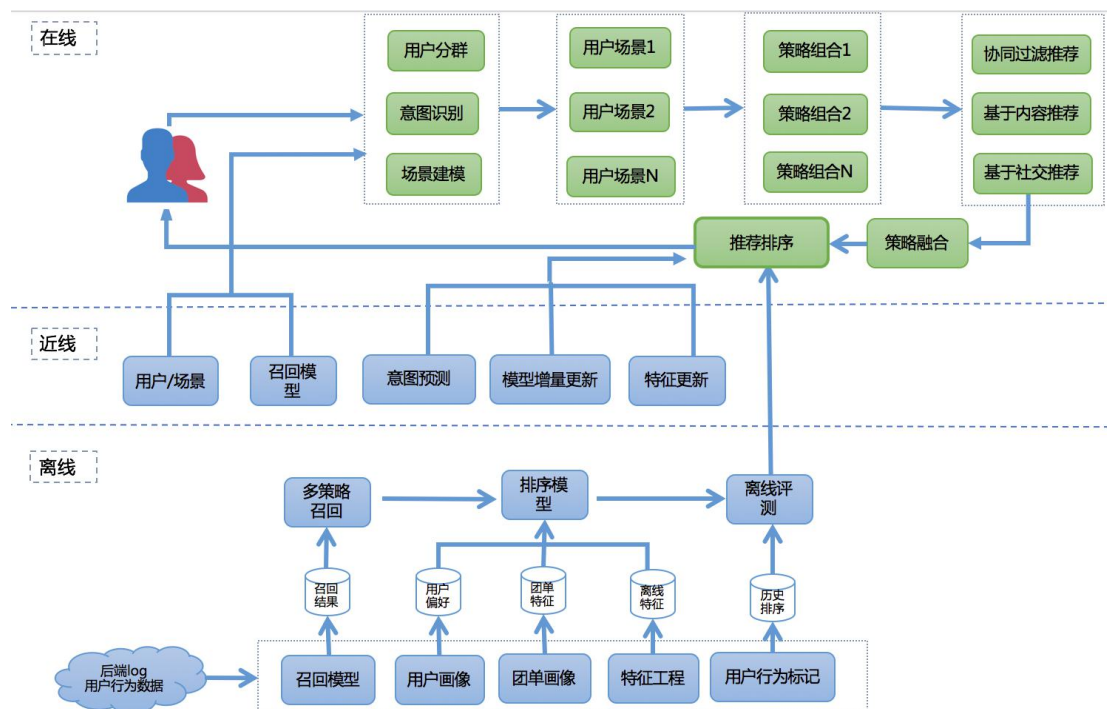 在线
用户分群
意图识别
场景建模
用户场景1
用户场景2
用户场景N
策略组合1
策略组合2
策略组合N
协同过滤推荐
基于内容推荐
基于社交推荐
推荐排序
策略融合
近线
用户/场景
召回模
型
意图预测
模型增量更新
特征更新
离线
多策略
召回
排序模
型
离线评
测
召回
结果
用户
偏好
团单
特征
离线
特征
历史
排序
后端log
用户行为数据
召回模型
用户画像
团单画像
特征工程
用户行为标记